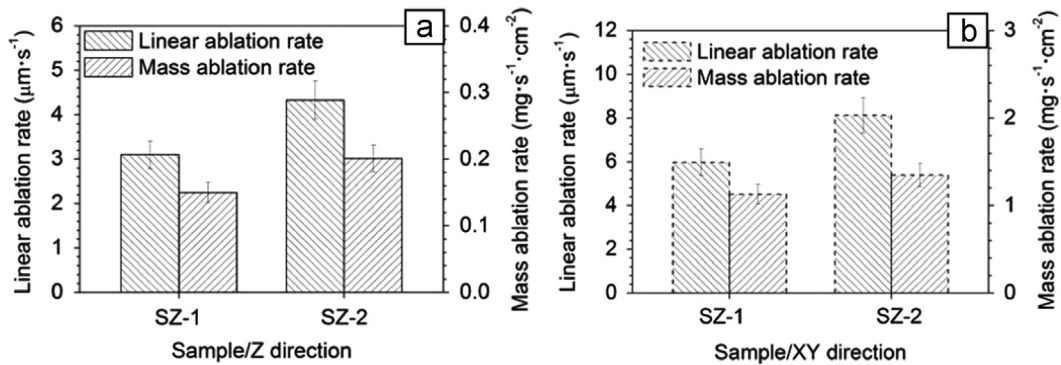 a
Linear ablation rate
Mass ablation rate
Linear ablation rate (μm·s⁻¹)
6
5
4
3
2
1
0
0.4
0.3
0.2
0.1
0.0
Mass ablation rate (mg·s⁻¹·cm⁻²)
SZ-1 SZ-2
Sample/Z direction
b
Linear ablation rate
Mass ablation rate
Linear ablation rate (μm·s⁻¹)
12
10
8
6
4
2
0
3
2
1
0
Mass ablation rate (mg·s⁻¹·cm⁻²)
SZ-1 SZ-2
Sample/XY direction